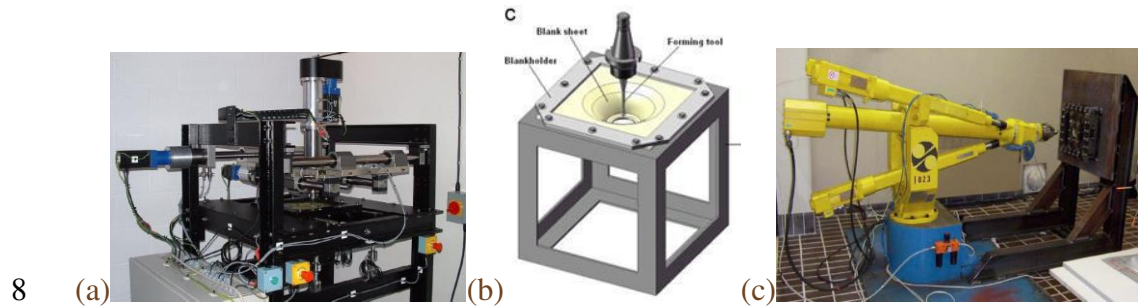 C
Blank sheet
Forming tool
Blankholder
1823
8 (a) (b) (c)